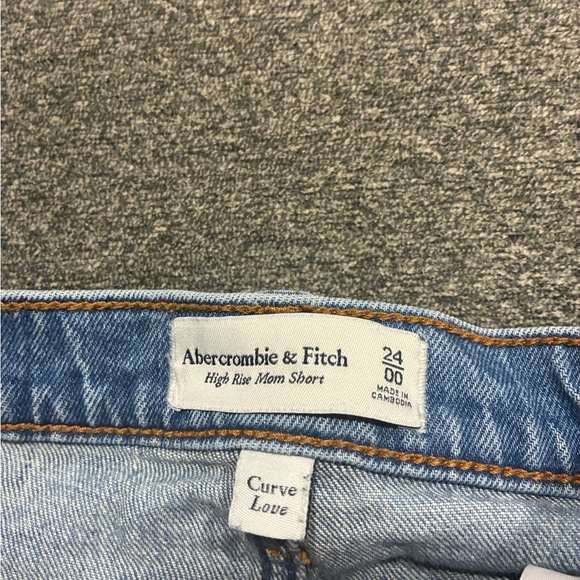 Abercrombie & Fitch
High Rise Mom Short
24
00
MADE IN
CAMBODIA
Curve
Love